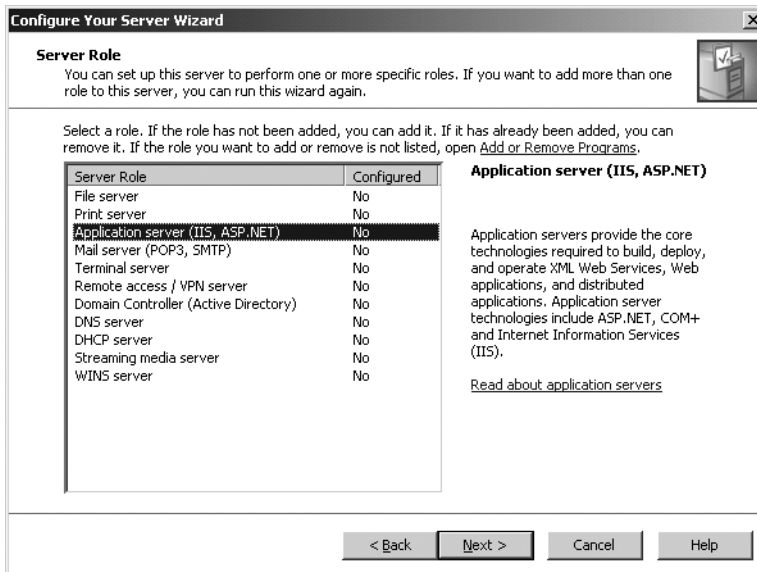 Configure Your Server Wizard
Server Role
You can set up this server to perform one or more specific roles. If you want to add more than one
role to this server, you can run this wizard again.
Select a role. If the role has not been added, you can add it. If it has already been added, you can
remove it. If the role you want to add or remove is not listed, open Add or Remove Programs.
Server Role Configured
File server No
Print server No
Application server (IIS, ASP.NET) No
Mail server (POP3, SMTP) No
Terminal server No
Remote access / VPN server No
Domain Controller (Active Directory) No
DNS server No
DHCP server No
Streaming media server No
WINS server No
Application server (IIS, ASP.NET)
Application servers provide the core
technologies required to build, deploy,
and operate XML Web Services, Web
applications, and distributed
applications. Application server
technologies include ASP.NET, COM+
and Internet Information Services
(IIS).
Read about application servers
< Back Next > Cancel Help